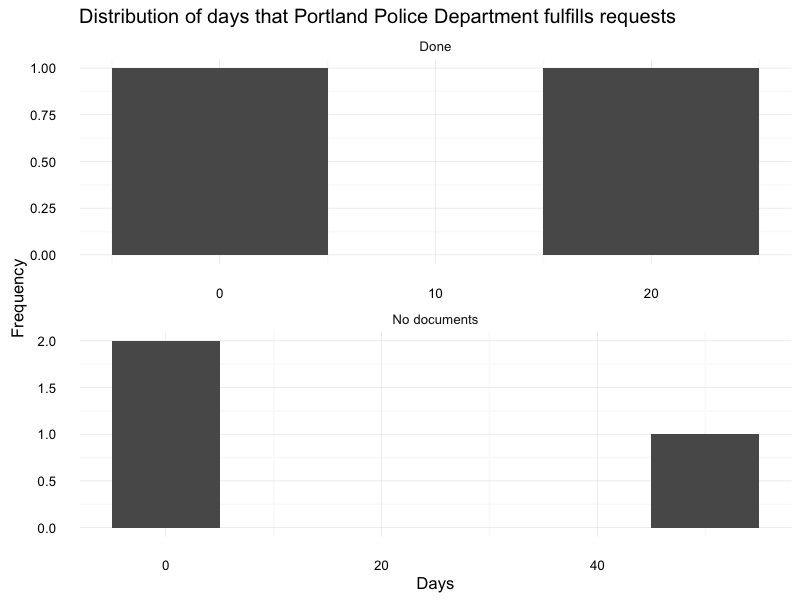 Distribution of days that Portland Police Department fulfills requests
Done
1.00
0.75
0.50
0.25
0.00
0 10 20
Frequency
No documents
2.0
1.5
1.0
0.5
0.0
0 20 40
Days